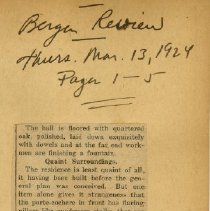 Bergen Review
Thurs. Mar. 13, 1924
Pages 1-5
The hall is floored with quartered
oak, polished, laid down exquisitely
with dowels and at the far end work-
men are finishing a fountain.
Quaint Surroundings.
The residence is least quaint of all,
it having been built before the gen-
eral plan was conceived. But one
item alone gives it strangeness that
the porte-cochere in front has flaring